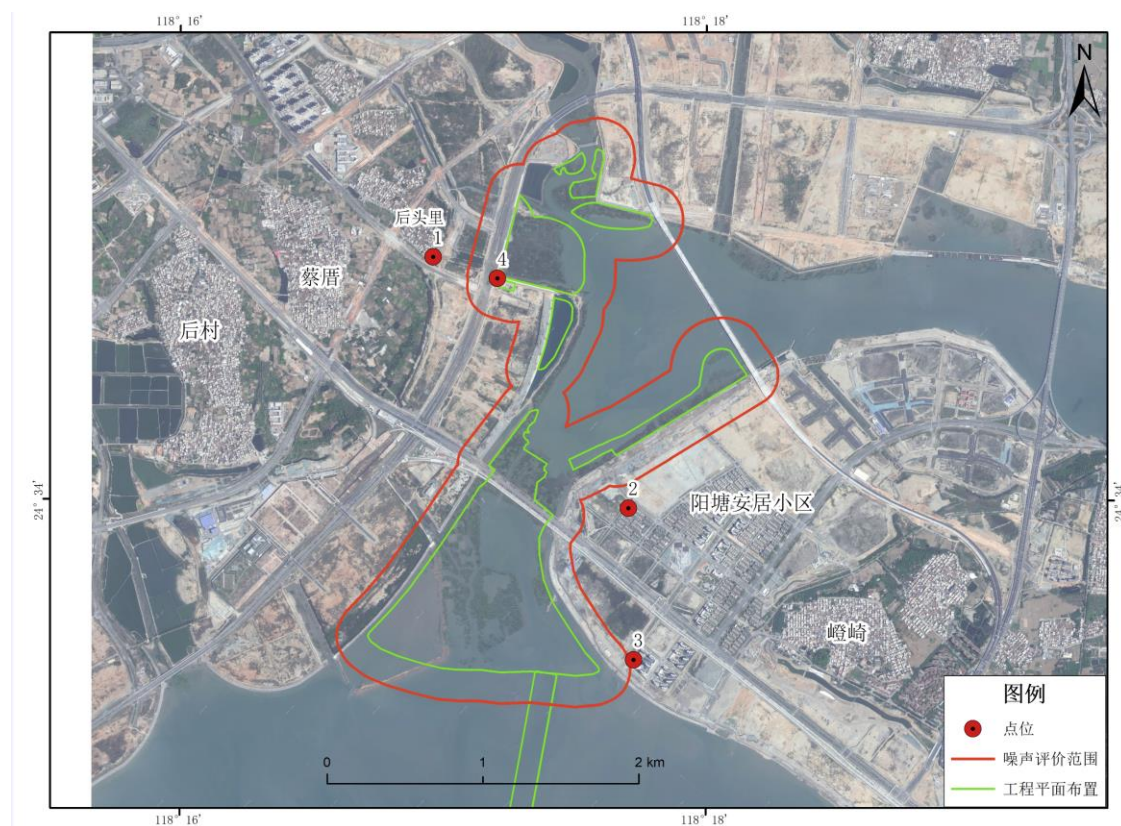 118° 16′
118° 18′
N
后头里
1
4
蔡厝
后村
24° 34′
24° 34′
2
阳塘安居小区
3
嶝崎
图例
点位
噪声评价范围
工程平面布置
0
1
2 km
118° 16′
118° 18′